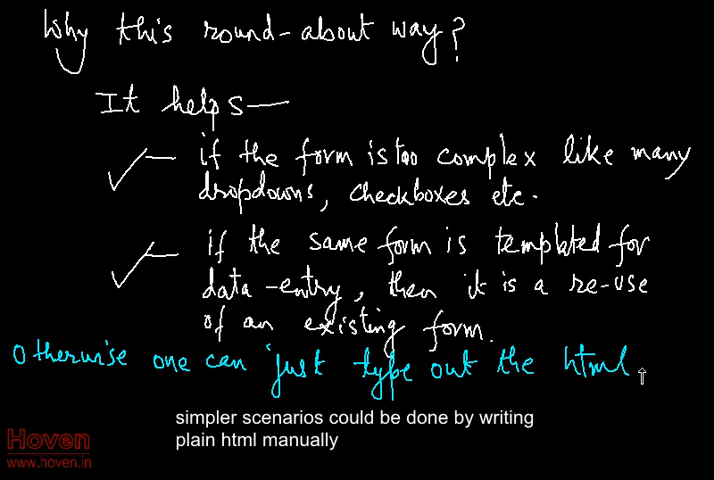 Why this round-about way?
It helps—
if the form is too complex like many
dropdowns, checkboxes etc.
if the same form is templated for
data-entry, then it is a re-use
of an existing form.
Otherwise one can just type out the html
simpler scenarios could be done by writing
plain html manually
Hoven
www.hoven.in